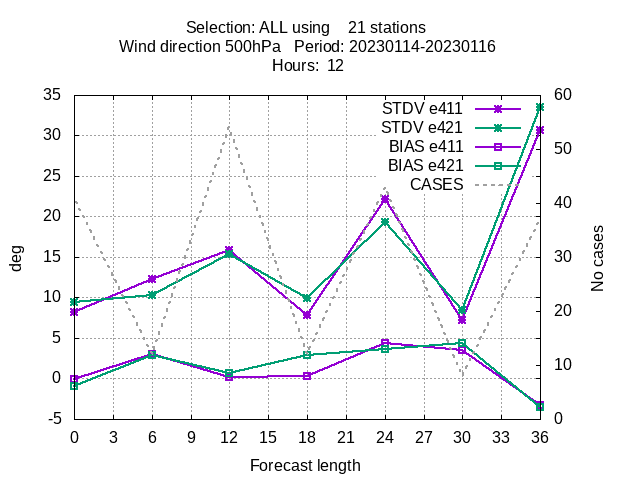 Selection: ALL using    21 stations
Wind direction 500hPa   Period: 20230114-20230116
Hours:  12
35
30
25
20
15
10
5
0
-5
deg
STDV e411
STDV e421
BIAS e411
BIAS e421
CASES
60
50
40
30
20
10
0
No cases
0 3 6 9 12 15 18 21 24 27 30 33 36
Forecast length